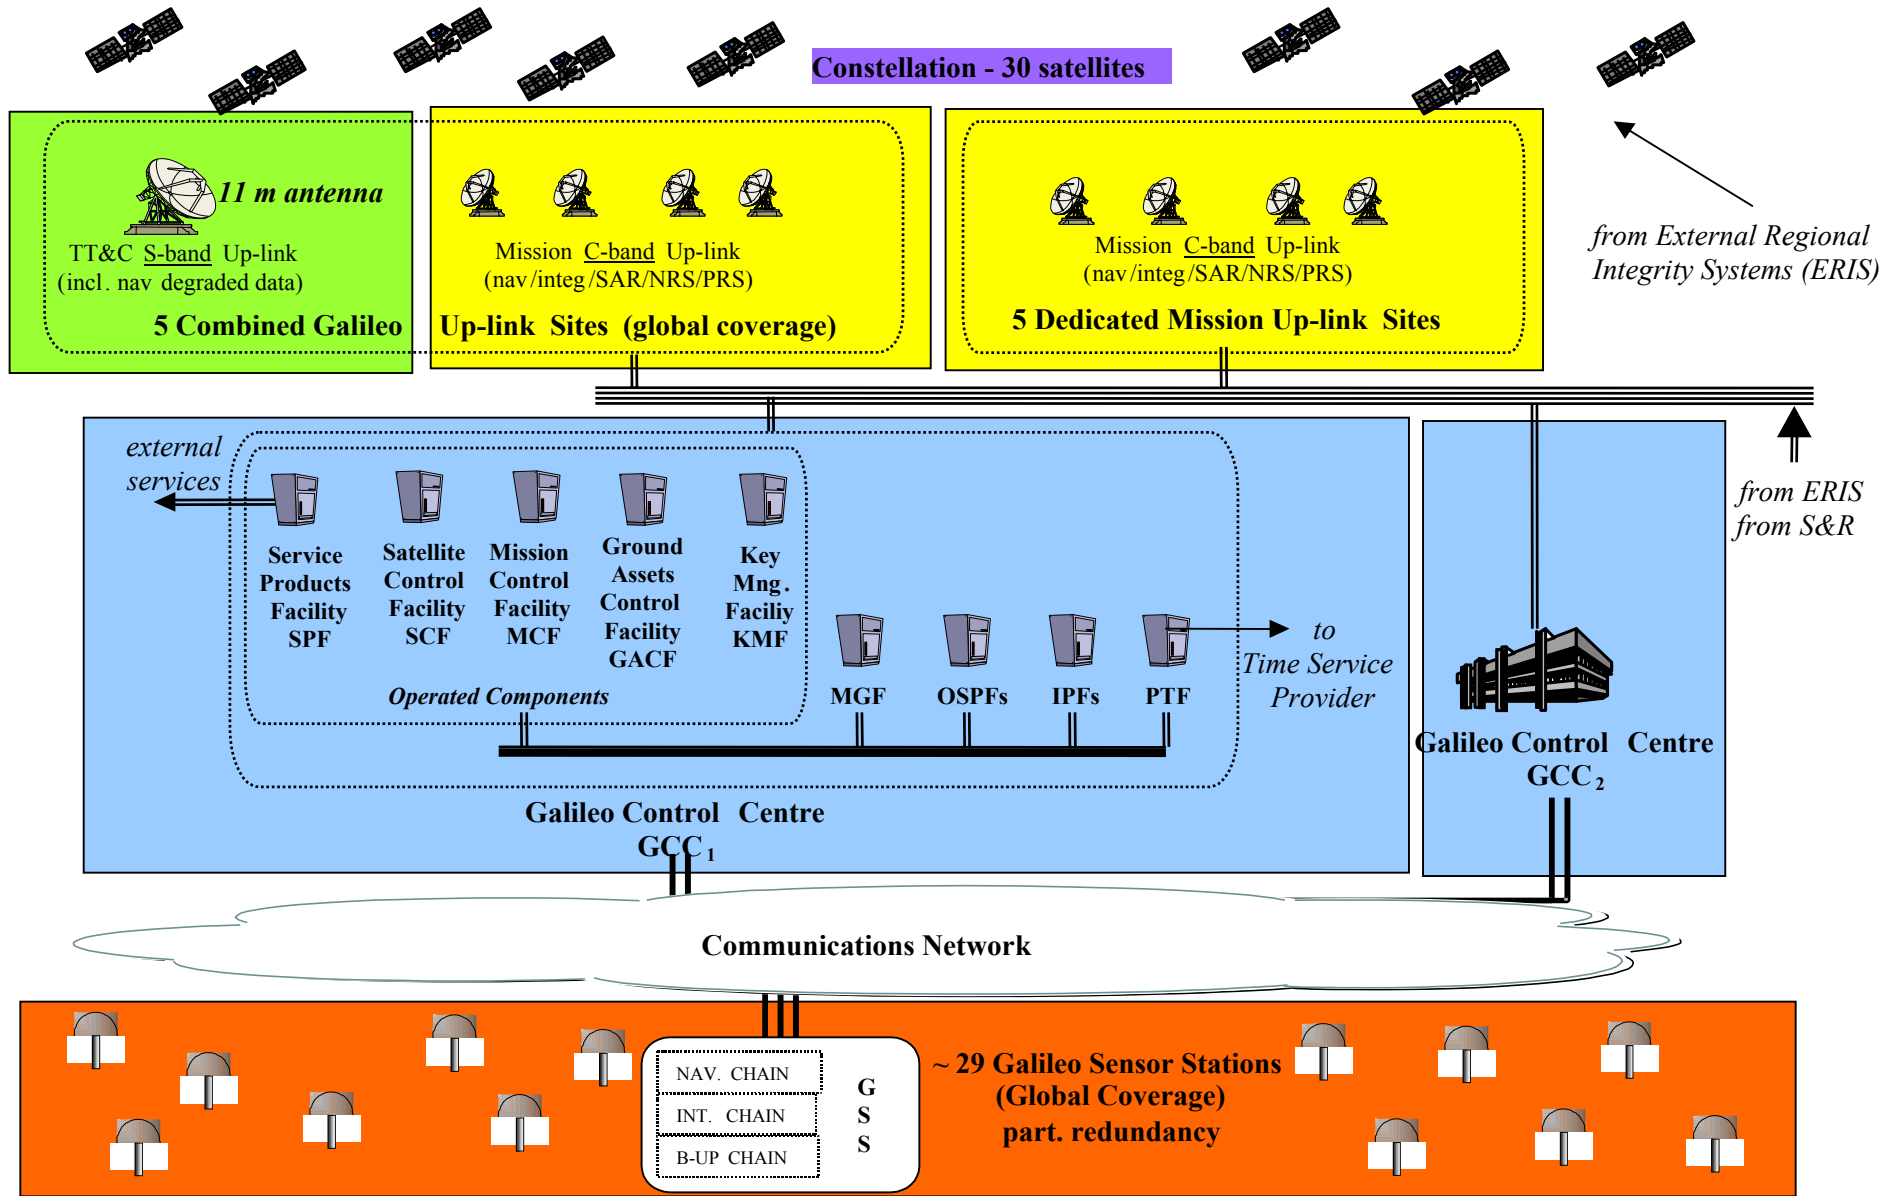 Constellation - 30 satellites
11 m antenna
TT&C S-band Up-link
(incl. nav degraded data)
5 Combined Galileo Up-link Sites (global coverage)
Mission C-band Up-link
(nav/integ/SAR/NRS/PRS)
Mission C-band Up-link
(nav/integ/SAR/NRS/PRS)
5 Dedicated Mission Up-link Sites
from External Regional
Integrity Systems (ERIS)
external
services
Service
Products
Facility
SPF
Satellite
Control
Facility
SCF
Mission
Control
Facility
MCF
Ground
Assets
Control
Facility
GACF
Key
Mng.
Faciliy
KMF
Operated Components
MGF
OSPFs
IPFs
PTF
to
Time Service
Provider
from ERIS
from S&R
Galileo Control Centre
GCC1
Galileo Control Centre
GCC2
Communications Network
NAV. CHAIN
INT. CHAIN
B-UP CHAIN
G
S
S
~ 29 Galileo Sensor Stations
(Global Coverage)
part. redundancy